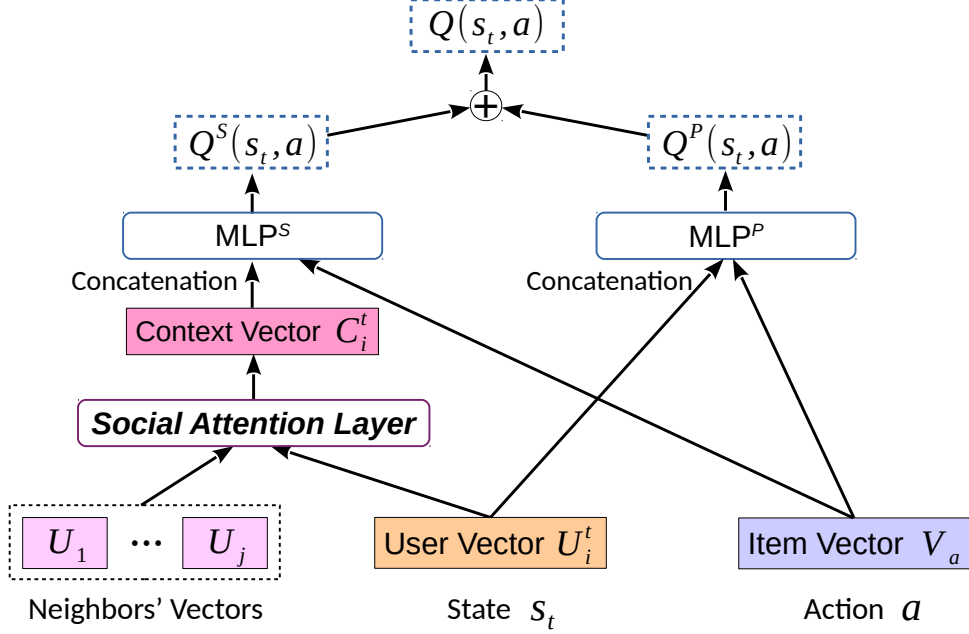 Q(s_t, a)
+
Q^S(s_t, a) Q^P(s_t, a)
MLP^S MLP^P
Concatenation Concatenation
Context Vector C_i^t
Social Attention Layer
U_1 ••• U_j User Vector U_i^t Item Vector V_a
Neighbors’ Vectors State s_t Action a